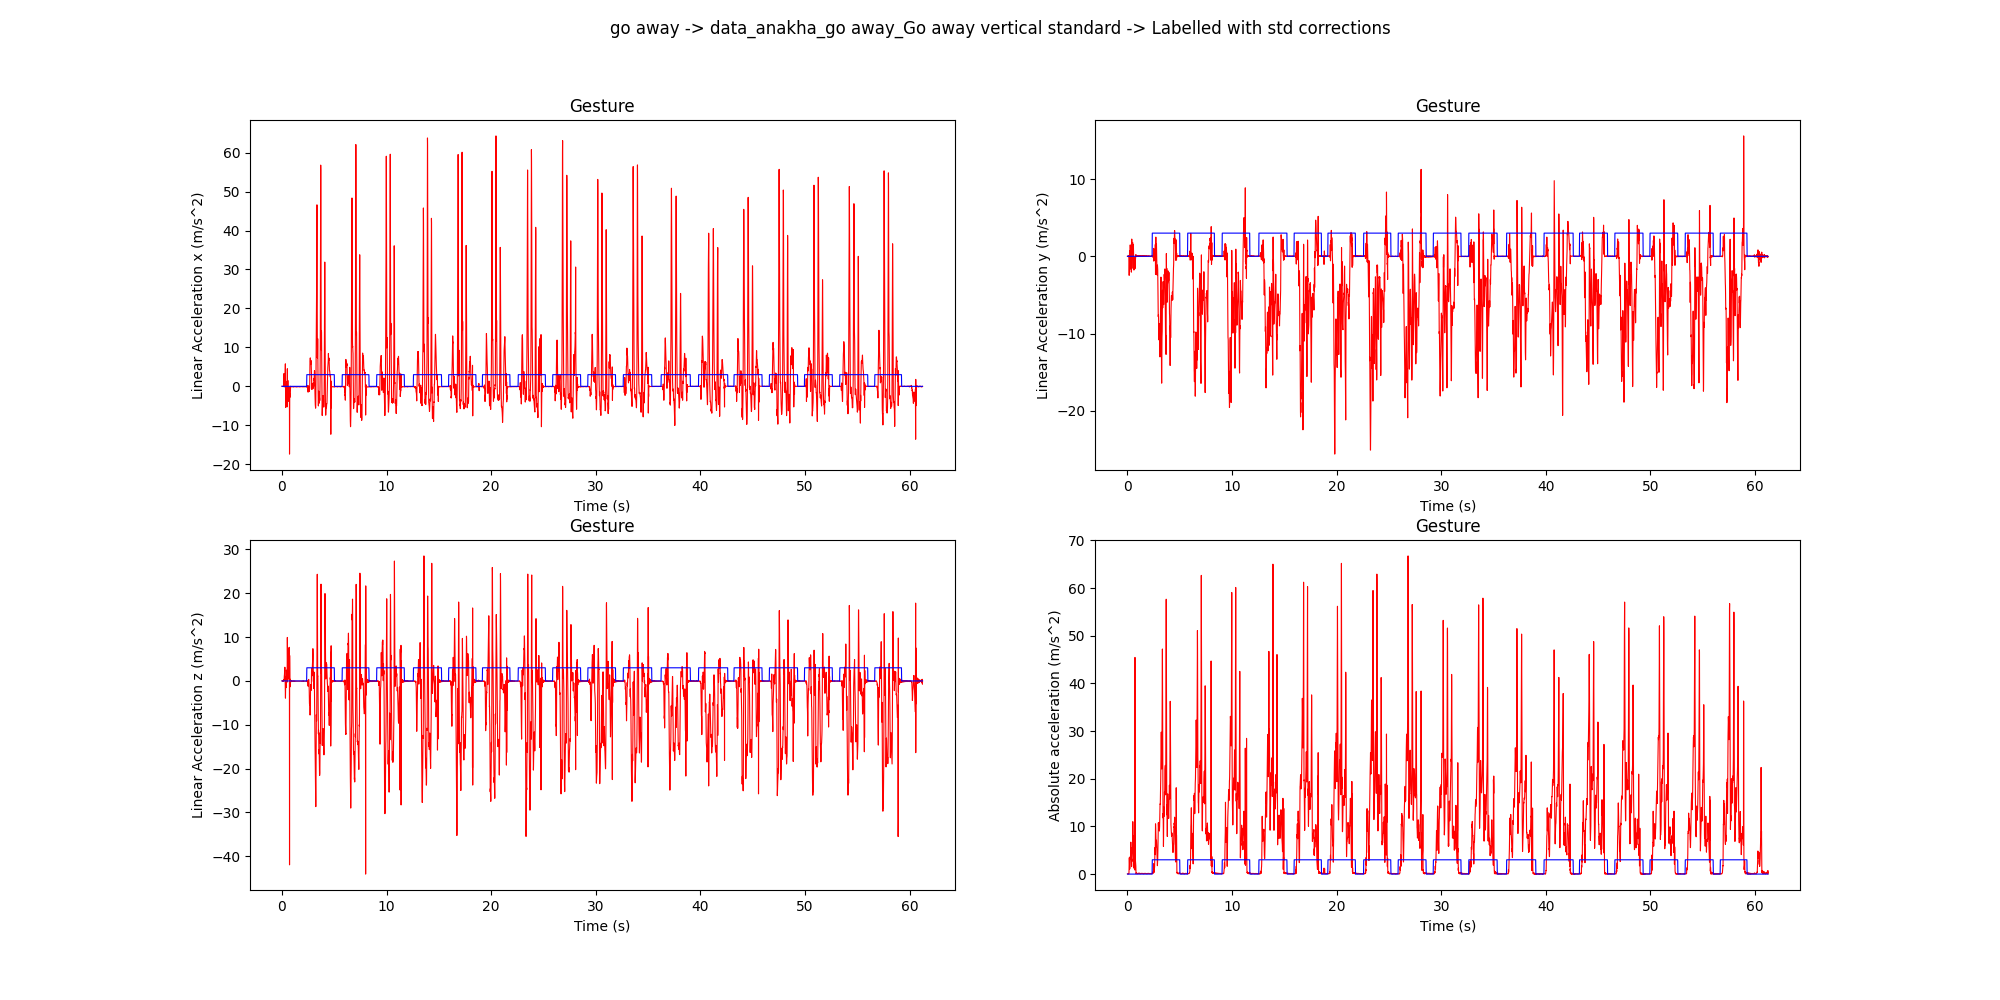 go away -> data_anakha_go away_Go away vertical standard -> Labelled with std corrections
Gesture
Linear Acceleration x (m/s^2)
60
50
40
30
20
10
0
−10
−20
0 10 20 30 40 50 60
Time (s)
Gesture
Linear Acceleration y (m/s^2)
10
0
−10
−20
0 10 20 30 40 50 60
Time (s)
Gesture
Linear Acceleration z (m/s^2)
30
20
10
0
−10
−20
−30
−40
0 10 20 30 40 50 60
Time (s)
Gesture
Absolute acceleration (m/s^2)
70
60
50
40
30
20
10
0
0 10 20 30 40 50 60
Time (s)